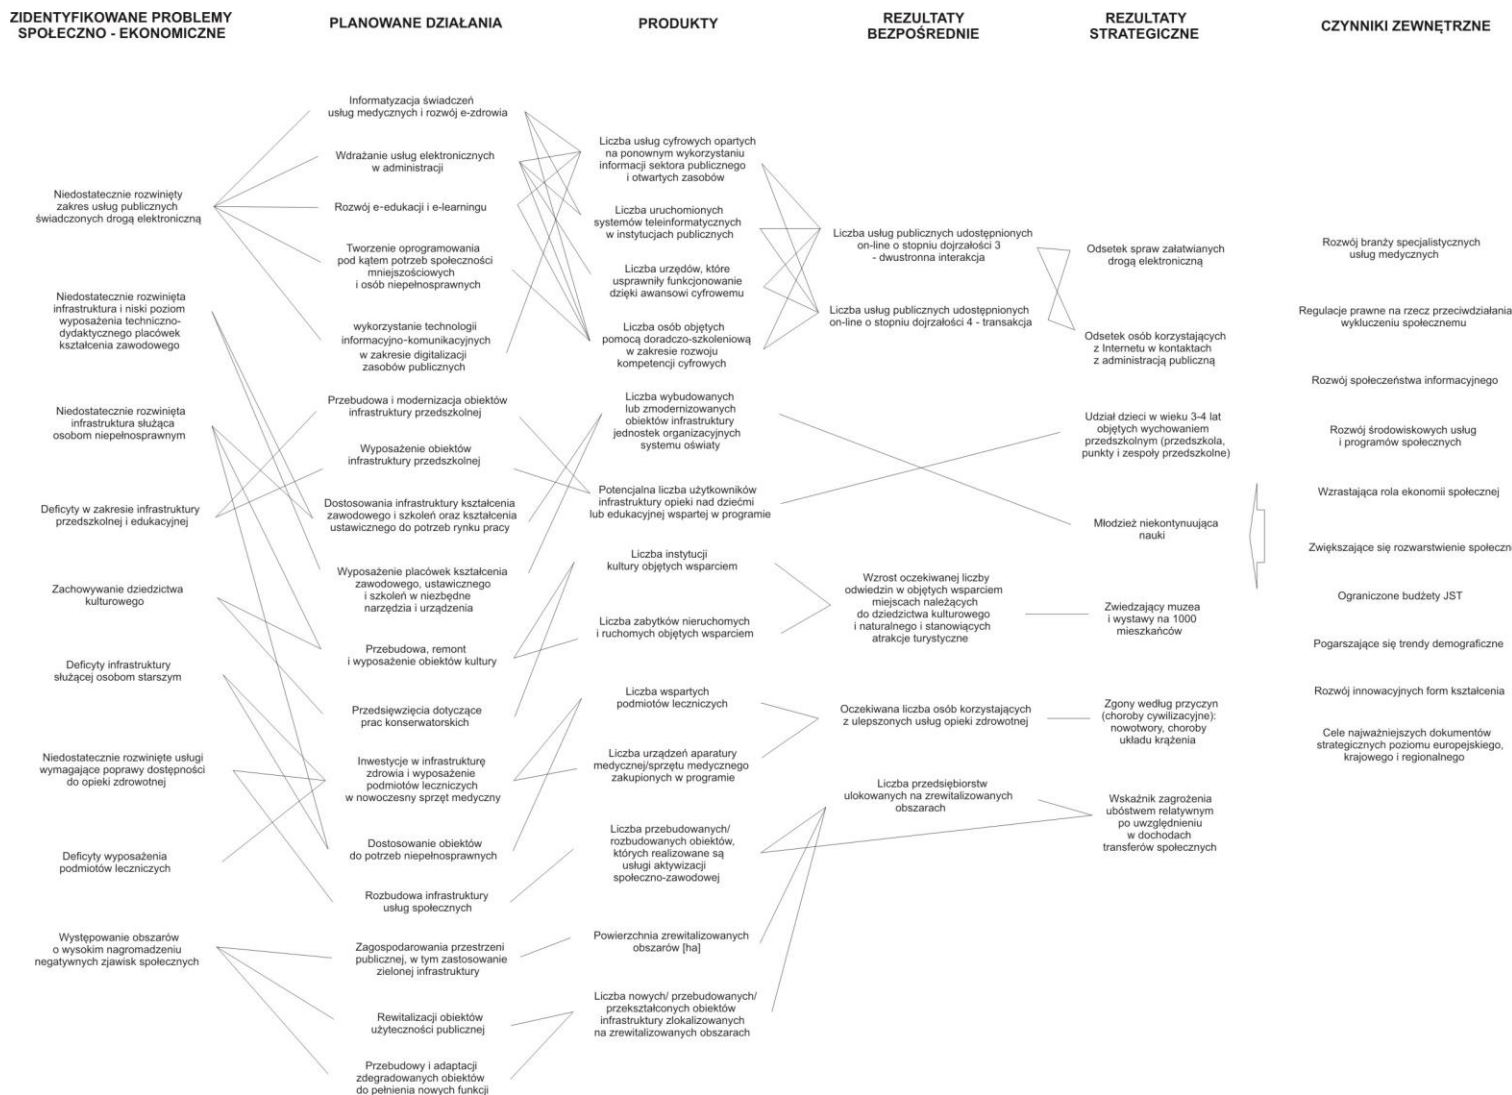 ZIDENTYFIKOWANE PROBLEMY
SPOŁECZNO - EKONOMICZNE
PLANOWANE DZIAŁANIA
PRODUKTY
REZULTATY
BEZPOŚREDNIE
REZULTATY
STRATEGICZNE
CZYNNIKI ZEWNĘTRZNE
Niedostatecznie rozwinięty
zakres usług publicznych
świadczonych drogą elektroniczną
Niedostatecznie rozwinięta
infrastruktura i niski poziom
wyposażenia techniczno-
dydaktycznego placówek
kształcenia zawodowego
Niedostatecznie rozwinięta
infrastruktura służąca
osobom niepełnosprawnym
Deficyty w zakresie infrastruktury
przedszkolnej i edukacyjnej
Zachowywanie dziedzictwa
kulturowego
Deficyty infrastruktury
służącej osobom starszym
Niedostatecznie rozwinięte usługi
wymagające poprawy dostępności
do opieki zdrowotnej
Deficyty wyposażenia
podmiotów leczniczych
Występowanie obszarów
o wysokim nagromadzeniu
negatywnych zjawisk społecznych
Informatyzacja świadczeń
usług medycznych i rozwój e-zdrowia
Wdrażanie usług elektronicznych
w administracji
Rozwój e-edukacji i e-learningu
Tworzenie oprogramowania
pod kątem potrzeb społeczności
mniejszościowych
i osób niepełnosprawnych
wykorzystanie technologii
informacyjno-komunikacyjnych
w zakresie digitalizacji
zasobów publicznych
Przebudowa i modernizacja obiektów
infrastruktury przedszkolnej
Wyposażenie obiektów
infrastruktury przedszkolnej
Dostosowania infrastruktury kształcenia
zawodowego i szkoleń oraz kształcenia
ustawicznego do potrzeb rynku pracy
Wyposażenie placówek kształcenia
zawodowego, ustawicznego
i szkoleń w niezbędne
narzędzia i urządzenia
Przebudowa, remont
i wyposażenie obiektów kultury
Przedsięwzięcia dotyczące
prac konserwatorskich
Inwestycje w infrastrukturę
zdrowia i wyposażenie
podmiotów leczniczych
w nowoczesny sprzęt medyczny
Dostosowanie obiektów
do potrzeb niepełnosprawnych
Rozbudowa infrastruktury
usług społecznych
Zagospodarowania przestrzeni
publicznej, w tym zastosowanie
zielonej infrastruktury
Rewitalizacji obiektów
użyteczności publicznej
Przebudowy i adaptacji
zdegradowanych obiektów
do pełnienia nowych funkcji
Liczba usług cyfrowych opartych
na ponownym wykorzystaniu
informacji sektora publicznego
i otwartych zasobów
Liczba uruchomionych
systemów teleinformatycznych
w instytucjach publicznych
Liczba urzędów, które
usprawniły funkcjonowanie
dzięki awansowi cyfrowemu
Liczba osób objętych
pomocą doradczo-szkoleniową
w zakresie rozwoju
kompetencji cyfrowych
Liczba wybudowanych
lub zmodernizowanych
obiektów infrastruktury
jednostek organizacyjnych
systemu oświaty
Potencjalna liczba użytkowników
infrastruktury opieki nad dziećmi
lub edukacyjnej wspartej w programie
Liczba instytucji
kultury objętych wsparciem
Liczba zabytków nieruchomych
i ruchomych objętych wsparciem
Liczba wspartych
podmiotów leczniczych
Liczba urządzeń aparatury
medycznej/sprzętu medycznego
zakupionych w programie
Liczba przebudowanych/
rozbudowanych obiektów,
których realizowane są
usługi aktywizacji
społeczno-zawodowej
Powierzchnia zrewitalizowanych
obszarów [ha]
Liczba nowych/ przebudowanych/
przekształconych obiektów
infrastruktury zlokalizowanych
na zrewitalizowanych obszarach
Liczba usług publicznych udostępnionych
on-line o stopniu dojrzałości 3
- dwustronna interakcja
Liczba usług publicznych udostępnionych
on-line o stopniu dojrzałości 4 - transakcja
Wzrost oczekiwanej liczby
odwiedzin w objętych wsparciem
miejscach należących
do dziedzictwa kulturowego
i naturalnego i stanowiących
atrakcje turystyczne
Oczekiwana liczba osób korzystających
z ulepszonych usług opieki zdrowotnej
Liczba przedsiębiorstw
ulokowanych na zrewitalizowanych
obszarach
Odsetek spraw załatwianych
drogą elektroniczną
Odsetek osób korzystających
z Internetu w kontaktach
z administracją publiczną
Udział dzieci w wieku 3-4 lat
objętych wychowaniem
przedszkolnym (przedszkola,
punkty i zespoły przedszkolne)
Młodzież niekontynuująca
nauki
Zwiedzający muzea
i wystawy na 1000
mieszkańców
Zgony według przyczyn
(choroby cywilizacyjne):
nowotwory, choroby
układu krążenia
Wskaźnik zagrożenia
ubóstwem relatywnym
po uwzględnieniu
w dochodach
transferów społecznych
Rozwój branży specjalistycznych
usług medycznych
Regulacje prawne na rzecz przeciwdziałania
wykluczeniu społecznemu
Rozwój społeczeństwa informacyjnego
Rozwój środowiskowych usług
i programów społecznych
Wzrastająca rola ekonomii społecznej
Zwiększające się rozwarstwienie społeczn
Ograniczone budżety JST
Pogarszające się trendy demograficzne
Rozwój innowacyjnych form kształcenia
Cele najważniejszych dokumentów
strategicznych poziomu europejskiego,
krajowego i regionalnego